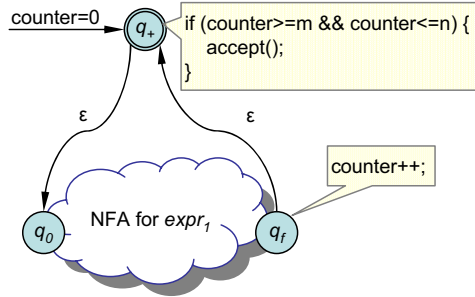 counter=0
q+
if (counter>=m && counter<=n) {
accept();
}
ε
ε
counter++;
q0
NFA for expr1
qf